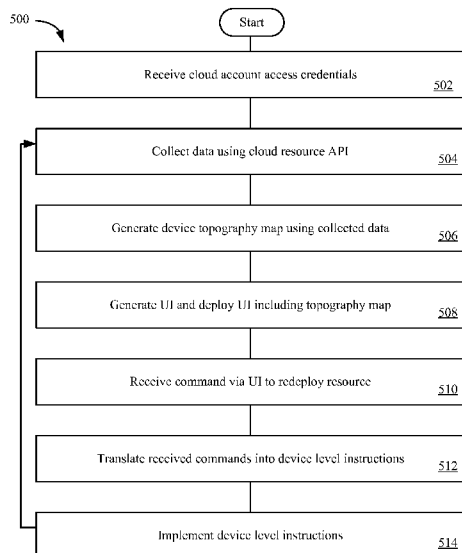 500
Start
Receive cloud account access credentials
502
Collect data using cloud resource API
504
Generate device topography map using collected data
506
Generate UI and deploy UI including topography map
508
Receive command via UI to redeploy resource
510
Translate received commands into device level instructions
512
Implement device level instructions
514